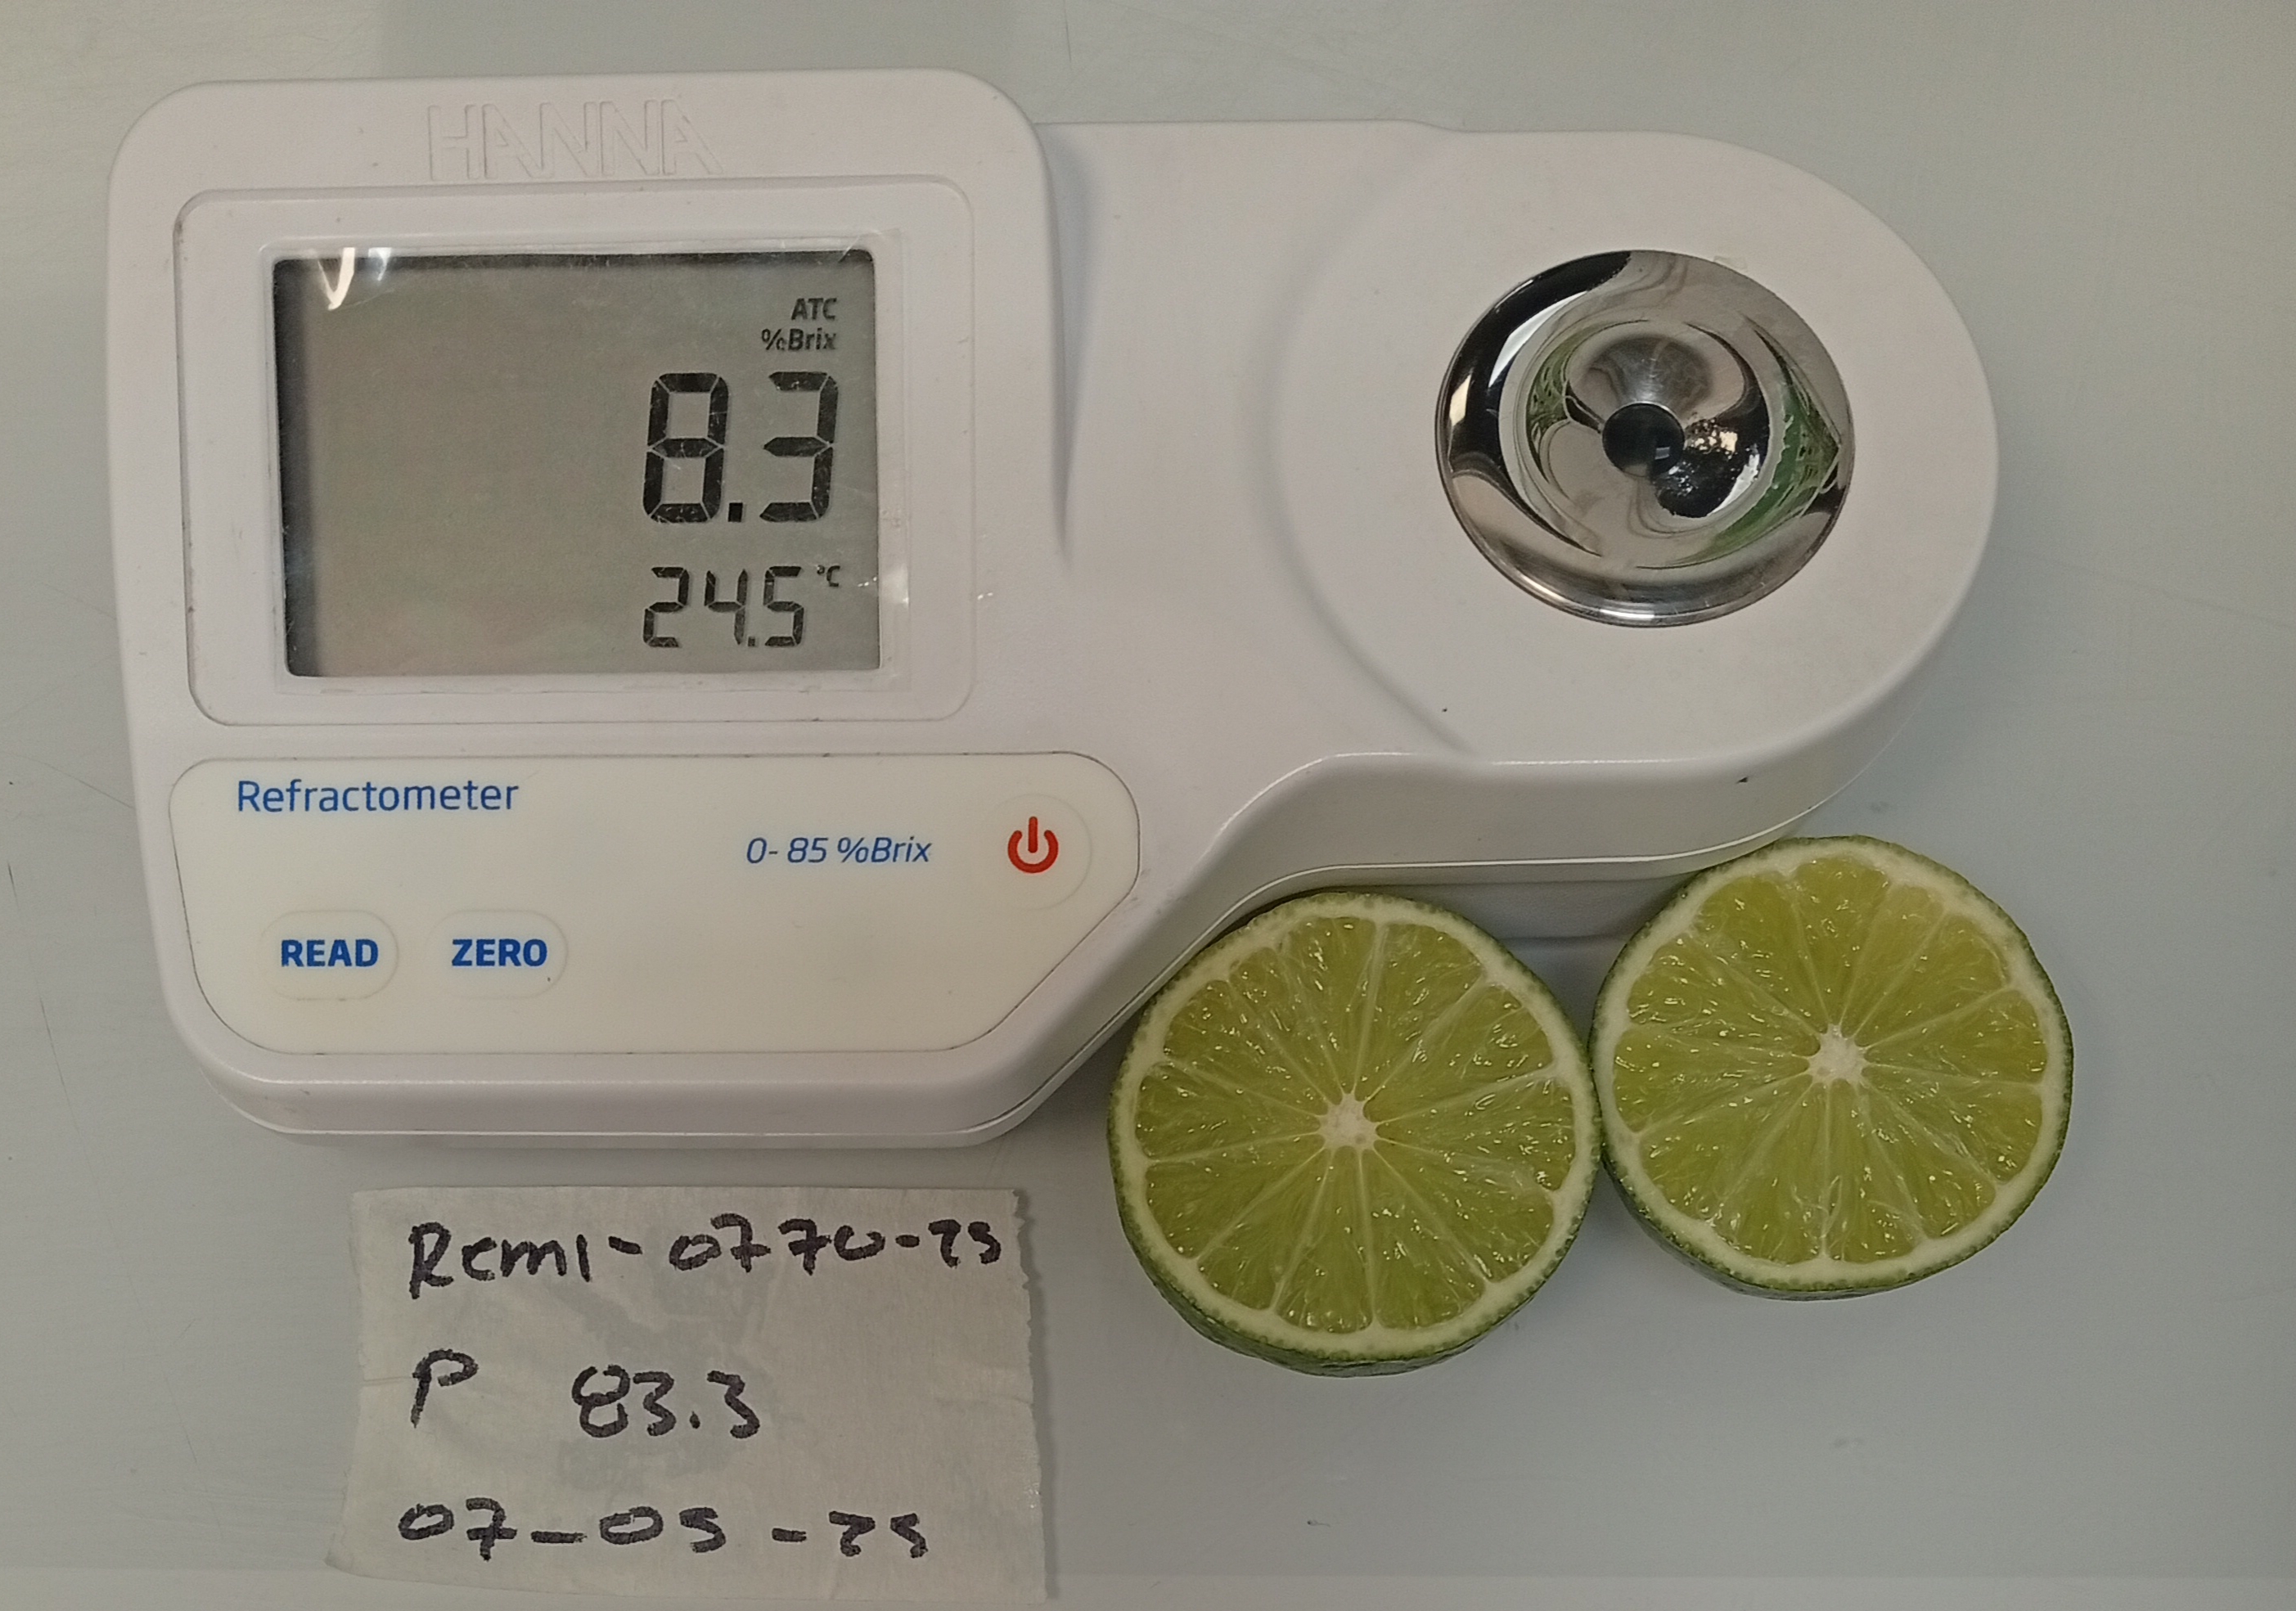 HANNA
ATC
%Brix
8.3
24.5 °C
Refractometer
0-85 %Brix
READ
ZERO
Remi-0770-25
P 83.3
07-05-25